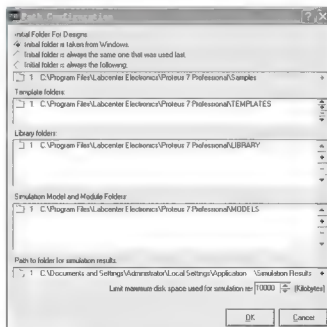 Path Configuration
Initial Folder For Designs
Initial folder is taken from Windows.
Initial folder is always the same one that was used last
Initial folder is always the following:
1 C:\Program Files\Labcenter Electronics\Proteus 7 Professional\Samples
Template folders:
1 C:\Program Files\Labcenter Electronics\Proteus 7 Professional\TEMPLATES
Library folders:
1 C:\Program Files\Labcenter Electronics\Proteus 7 Professional\LIBRARY
Simulation Model and Module Folders:
1 C:\Program Files\Labcenter Electronics\Proteus 7 Professional\MODELS
Path to folder for simulation results:
1 C:\Documents and Settings\Administrator\Local Settings\Application \Simulation Results
Limit maximum disk space used for simulation rer 10000 (Kilobytes)
OK Cancel